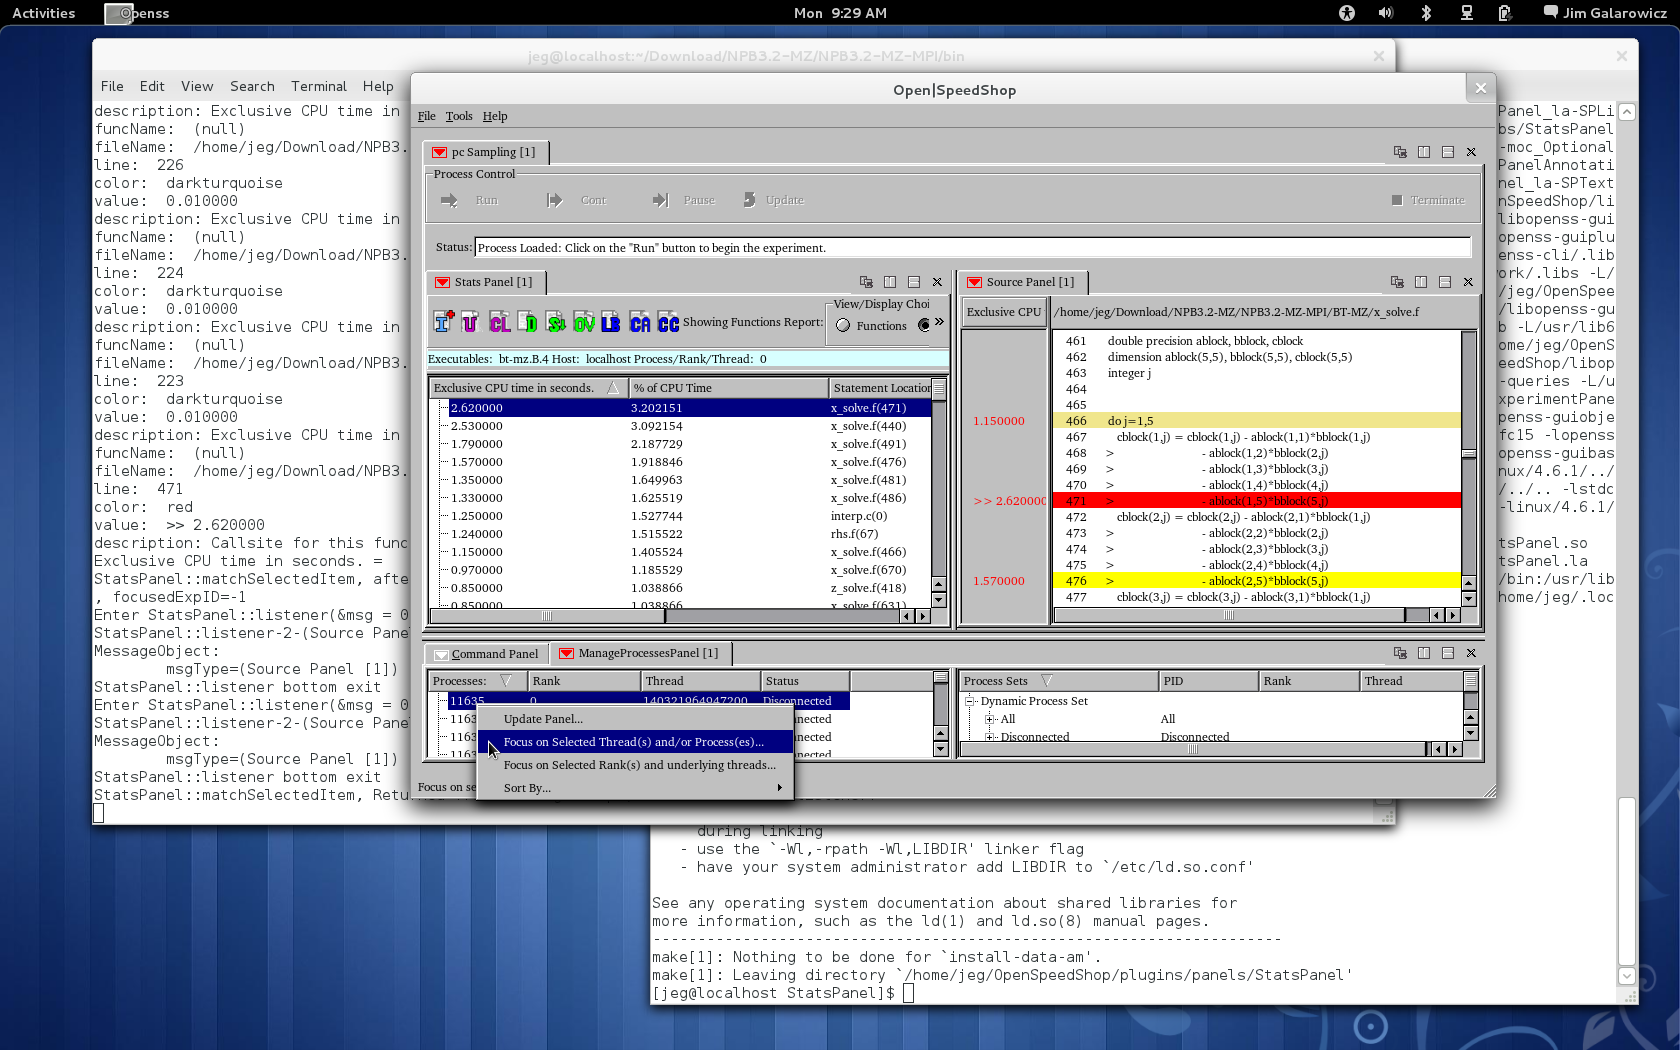 Activities
Openss
Mon 9:29 AM
Jim Galarowicz
jeg@localhost:~/Download/NPB3.2-MZ/NPB3.2-MZ-MPI/bin
File Edit View Search Terminal Help
description: Exclusive CPU time in
funcName: (null)
fileName: /home/jeg/Download/NPB3.
line: 226
color: darkturquoise
value: 0.010000
description: Exclusive CPU time in
funcName: (null)
fileName: /home/jeg/Download/NPB3.
line: 224
color: darkturquoise
value: 0.010000
description: Exclusive CPU time in
funcName: (null)
fileName: /home/jeg/Download/NPB3.
line: 223
color: darkturquoise
value: 0.010000
description: Exclusive CPU time in
funcName: (null)
fileName: /home/jeg/Download/NPB3.
line: 471
color: red
value: >> 2.620000
description: Callsite for this func
Exclusive CPU time in seconds. =
StatsPanel::matchSelectedItem, afte
, focusedExpID=-1
Enter StatsPanel::listener(&msg = 0
StatsPanel::listener-2-(Source Pane
MessageObject:
msgType=(Source Panel [1])
StatsPanel::listener bottom exit
Enter StatsPanel::listener(&msg = 0
StatsPanel::listener-2-(Source Pane
MessageObject:
msgType=(Source Panel [1])
StatsPanel::listener bottom exit
StatsPanel::matchSelectedItem, Retur
Open|SpeedShop
File Tools Help
pc Sampling [1]
Process Control
Run Cont Pause Update Terminate
Status: Process Loaded: Click on the "Run" button to begin the experiment.
Stats Panel [1]
I+ U CL D S↓ OV LB CA CC Showing Functions Report:
View/Display Choi
Functions
»
Executables: bt-mz.B.4 Host: localhost Process/Rank/Thread: 0
Exclusive CPU time in seconds. % of CPU Time Statement Location
2.620000 3.202151 x_solve.f(471)
2.530000 3.092154 x_solve.f(440)
1.790000 2.187729 x_solve.f(491)
1.570000 1.918846 x_solve.f(476)
1.350000 1.649963 x_solve.f(481)
1.330000 1.625519 x_solve.f(486)
1.250000 1.527744 interp.c(0)
1.240000 1.515522 rhs.f(67)
1.150000 1.405524 x_solve.f(466)
0.970000 1.185529 x_solve.f(670)
0.850000 1.038866 z_solve.f(418)
0.850000 1.038866 x_solve.f(631)
Source Panel [1]
Exclusive CPU
/home/jeg/Download/NPB3.2-MZ/NPB3.2-MZ-MPI/BT-MZ/x_solve.f
461 double precision ablock, bblock, cblock
462 dimension ablock(5,5), bblock(5,5), cblock(5,5)
463 integer j
464
465
1.150000 466 do j=1,5
467 cblock(1,j) = cblock(1,j) - ablock(1,1)*bblock(1,j)
468 > - ablock(1,2)*bblock(2,j)
469 > - ablock(1,3)*bblock(3,j)
470 > - ablock(1,4)*bblock(4,j)
>> 2.620000 471 > - ablock(1,5)*bblock(5,j)
472 cblock(2,j) = cblock(2,j) - ablock(2,1)*bblock(1,j)
473 > - ablock(2,2)*bblock(2,j)
474 > - ablock(2,3)*bblock(3,j)
475 > - ablock(2,4)*bblock(4,j)
1.570000 476 > - ablock(2,5)*bblock(5,j)
477 cblock(3,j) = cblock(3,j) - ablock(3,1)*bblock(1,j)
Command Panel
ManageProcessesPanel [1]
Processes: Rank Thread Status
11635 0 140321964947200 Disconnected
1163 nnected
1163 nnected
1163 nnected
Update Panel...
Focus on Selected Thread(s) and/or Process(es)...
Focus on Selected Rank(s) and underlying threads...
Sort By...
Focus on se
Process Sets PID Rank Thread
Dynamic Process Set
All All
Disconnected Disconnected
Panel_la-SPLi
bs/StatsPanel
-moc_Optional
PanelAnnotati
nel_la-SPText
nSpeedShop/li
libopenss-gui
openss-guiplu
enss-cli/.lib
ork/.libs -L/
/jeg/OpenSpee
libopenss-gu
b -L/usr/lib6
/home/jeg/OpenS
eedShop/libop
-queries -L/u
xperimentPane
penss-guiobje
fc15 -lopenss
openss-guibas
nux/4.6.1/../
/../.. -lstdc
-linux/4.6.1/
tsPanel.so
tsPanel.la
/bin:/usr/lib
home/jeg/.loc
during linking
- use the `-Wl,-rpath -Wl,LIBDIR' linker flag
- have your system administrator add LIBDIR to `/etc/ld.so.conf'
See any operating system documentation about shared libraries for
more information, such as the ld(1) and ld.so(8) manual pages.
----------------------------------------------------------------------
make[1]: Nothing to be done for `install-data-am'.
make[1]: Leaving directory `/home/jeg/OpenSpeedShop/plugins/panels/StatsPanel'
[jeg@localhost StatsPanel]$